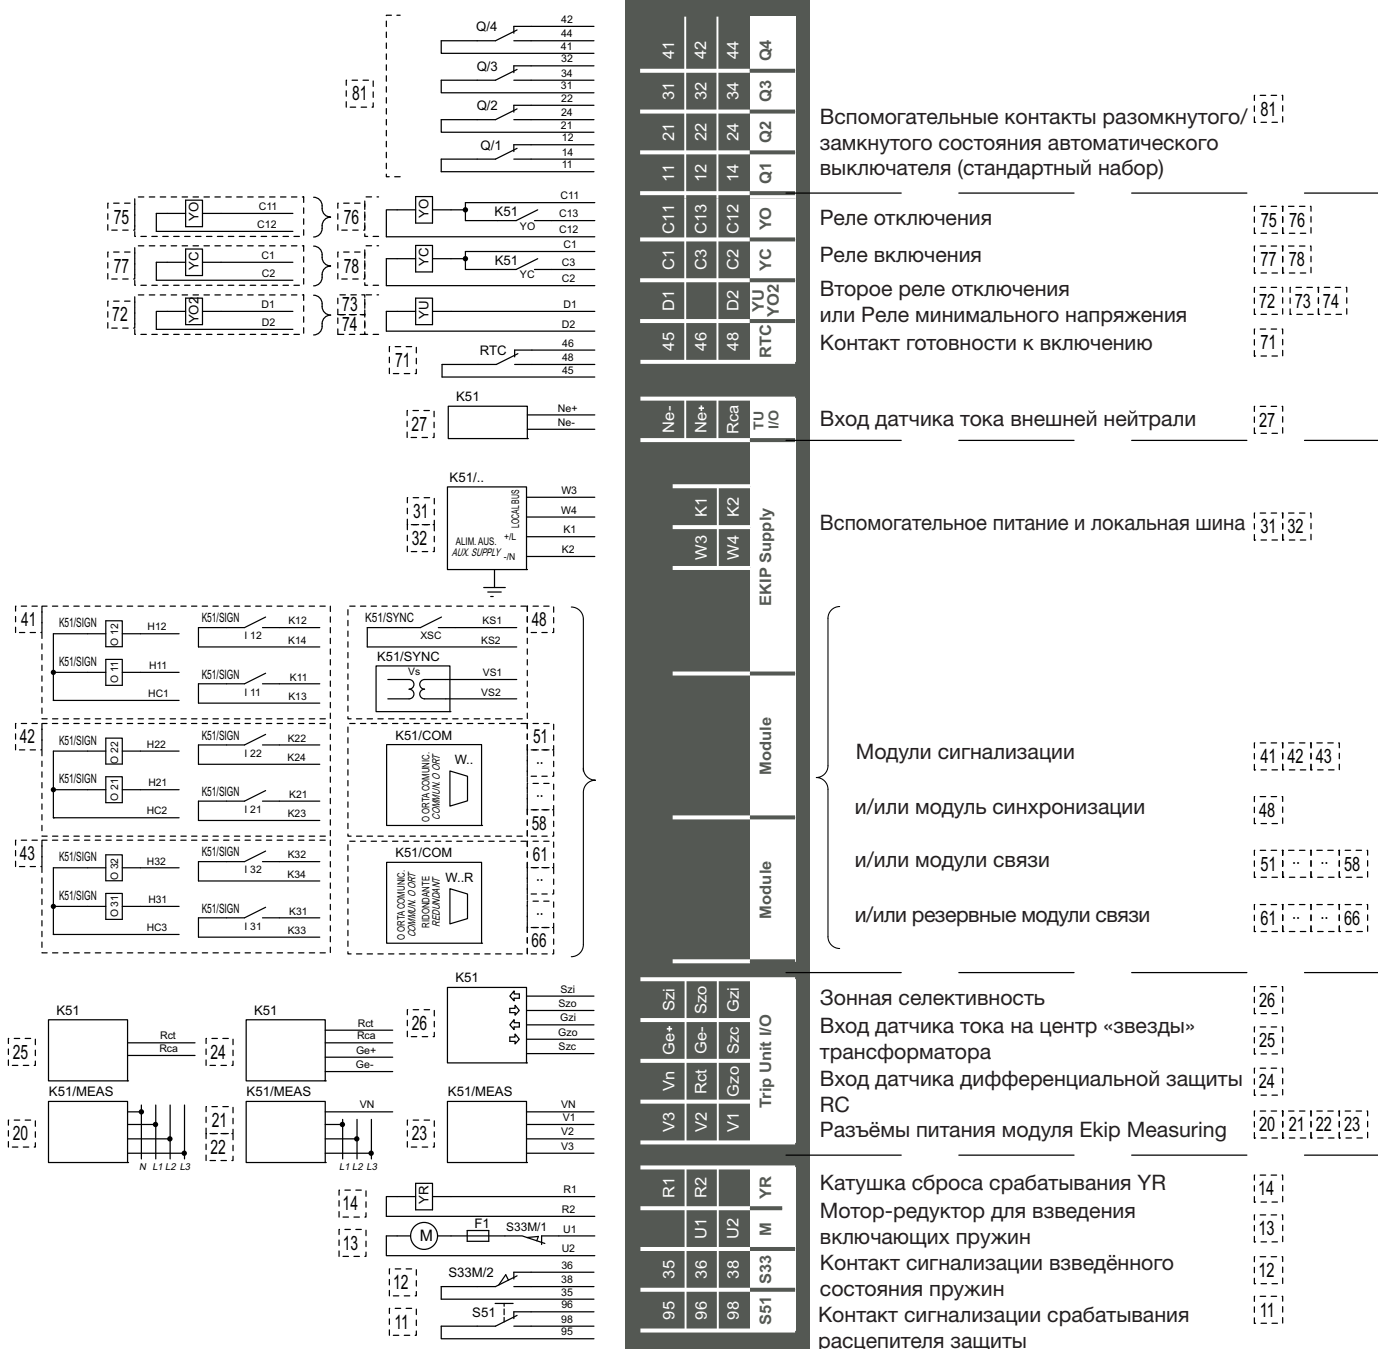 Q/4
42
44
41
Q/3
32
34
31
Q/2
22
24
21
Q/1
12
14
11
81
75
YO
C11
C12
76
YO
K51
YO
C11
C13
C12
77
YC
C1
C2
78
YC
K51
YC
C1
C3
C2
72
YO2
D1
D2
73
74
YU
D1
D2
71
RTC
46
48
45
27
K51
Ne+
Ne-
31
32
K51/..
LOCALBUS
ALIM. AUS. +/L
AUX. SUPPLY -/N
W3
W4
K1
K2
41
K51/SIGN
O 12
H12
K51/SIGN
I 12
K12
K14
K51/SIGN
O 11
H11
HC1
K51/SIGN
I 11
K11
K13
48
K51/SYNC
XSC
KS1
KS2
K51/SYNC
Vs
VS1
VS2
42
K51/SIGN
O 22
H22
K51/SIGN
I 22
K22
K24
K51/SIGN
O 21
H21
HC2
K51/SIGN
I 21
K21
K23
K51/COM
O ORTA COMUNIC.
COMMUN. O ORT
W..
51
..
..
58
43
K51/SIGN
O 32
H32
K51/SIGN
I 32
K32
K34
K51/SIGN
O 31
H31
HC3
K51/SIGN
I 31
K31
K33
K51/COM
O ORTA COMUNIC.
COMMUN. O ORT
RIDONDANTE
REDUNDANT
W..R
61
..
..
66
26
K51
Szi
Szo
Gzi
Gzo
Szc
25
K51
Rct
Rca
24
K51
Rct
Rca
Ge+
Ge-
20
K51/MEAS
N L1 L2 L3
21
22
K51/MEAS
VN
L1 L2 L3
23
K51/MEAS
VN
V1
V2
V3
14
YR
R1
R2
13
M
F1
S33M/1
U1
U2
12
S33M/2
36
38
35
11
S51
96
98
95
41 42 44 Q4
31 32 34 Q3
21 22 24 Q2
11 12 14 Q1
C11 C13 C12 YO
C1 C3 C2 YC
D1 D2 YU YO2
45 46 48 RTC
Ne- Ne+ Rca TU I/O
K1 K2
W3 W4
EKIP Supply
Module
Module
Szi Szo Gzi
Ge+ Ge- Szc
Vn Rct Gzo
V3 V2 V1
Trip Unit I/O
R1 R2 YR
U1 U2 M
35 36 38 S33
95 96 98 S51
Вспомогательные контакты разомкнутого/ 81
замкнутого состояния автоматического
выключателя (стандартный набор)
Реле отключения 75 76
Реле включения 77 78
Второе реле отключения
или Реле минимального напряжения 72 73 74
Контакт готовности к включению 71
Вход датчика тока внешней нейтрали 27
Вспомогательное питание и локальная шина 31 32
Модули сигнализации 41 42 43
и/или модуль синхронизации 48
и/или модули связи 51 .. .. 58
и/или резервные модули связи 61 .. .. 66
Зонная селективность 26
Вход датчика тока на центр «звезды»
трансформатора 25
Вход датчика дифференциальной защиты 24
RC
Разъёмы питания модуля Ekip Measuring 20 21 22 23
Катушка сброса срабатывания YR 14
Мотор-редуктор для взведения
включающих пружин 13
Контакт сигнализации взведённого
состояния пружин 12
Контакт сигнализации срабатывания 11
расцепителя защиты